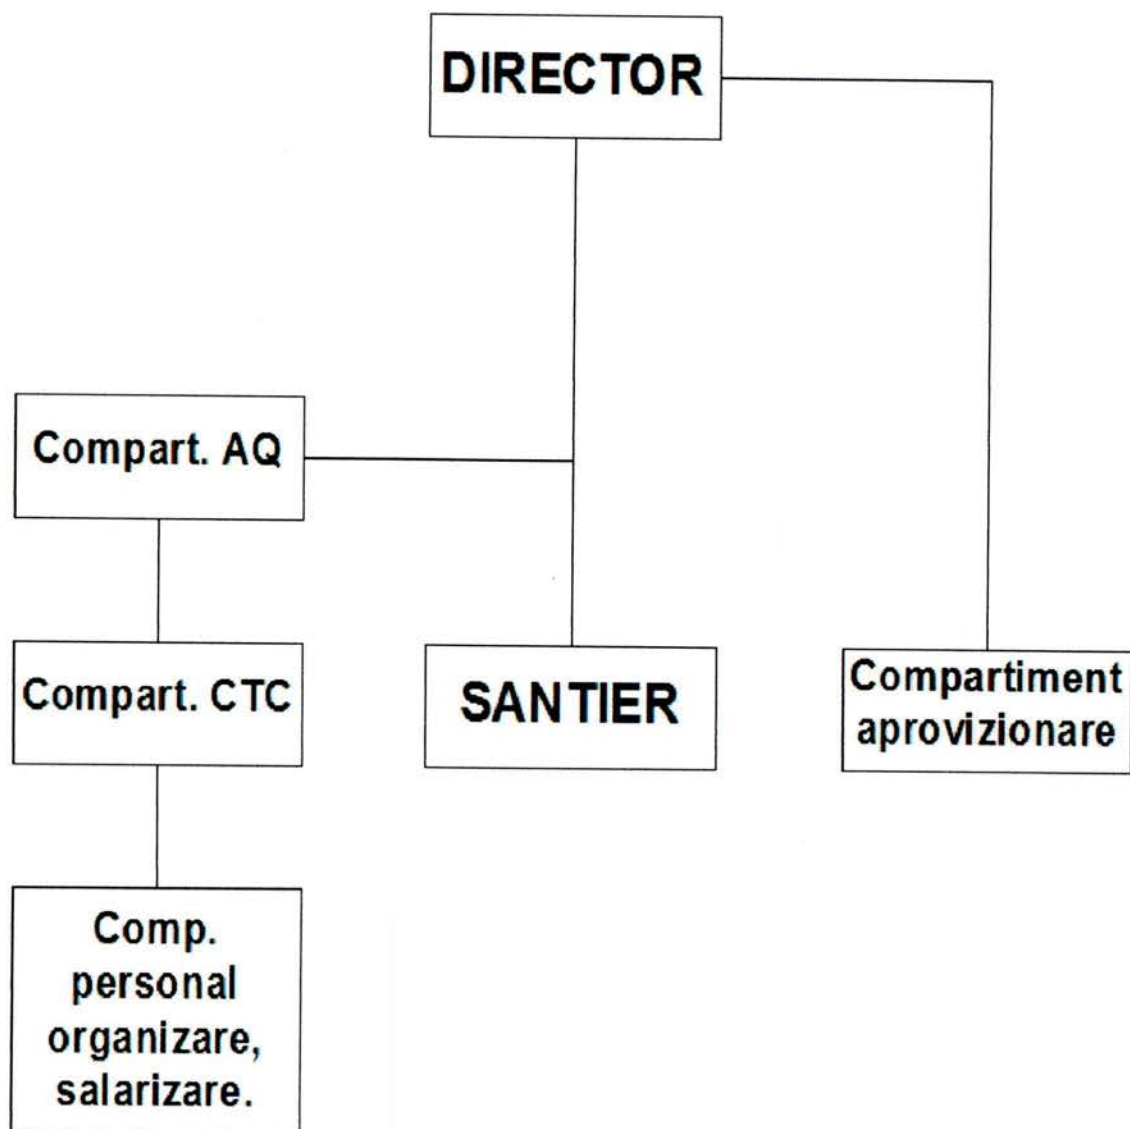 DIRECTOR
Compart. AQ
Compart. CTC
SANTIER
Compartiment
aprovizionare
Comp.
personal
organizare,
salarizare.